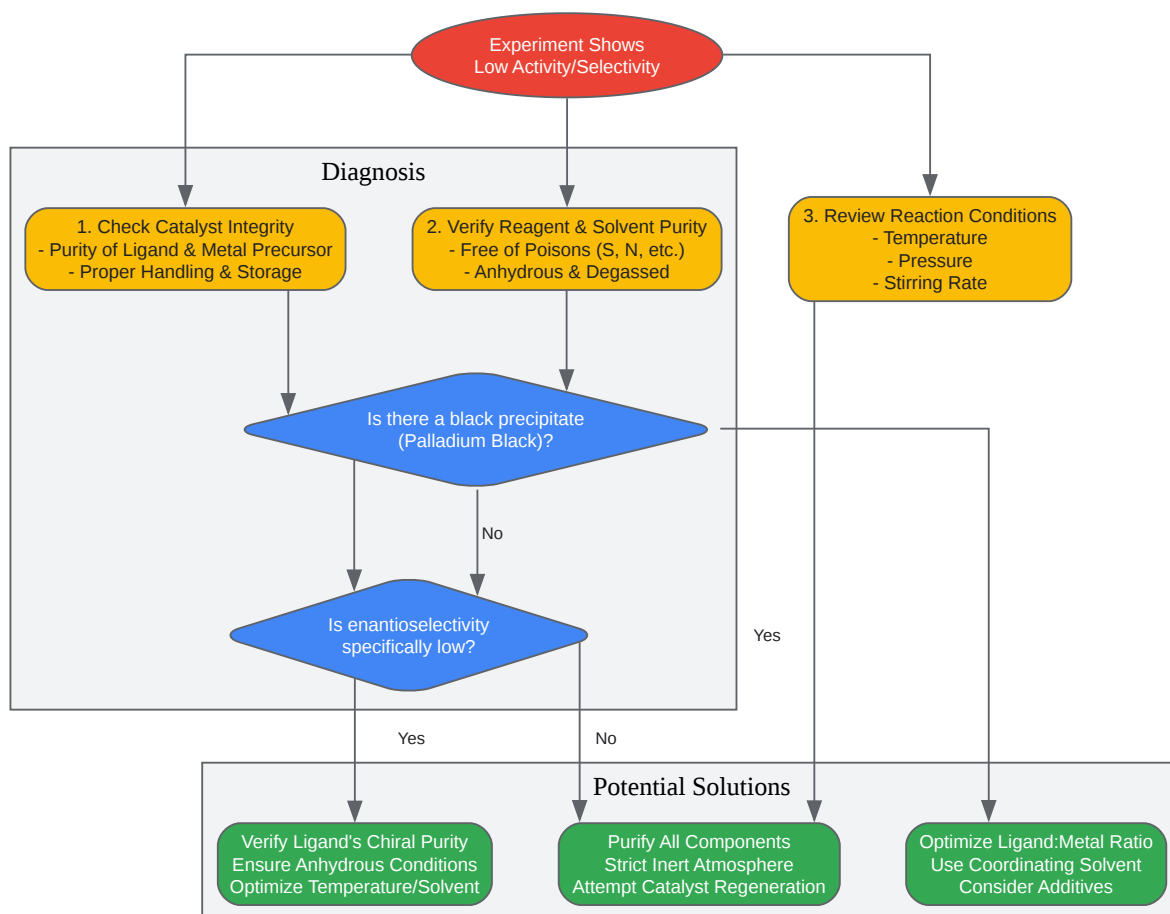 Experiment Shows
Low Activity/Selectivity
Diagnosis
1. Check Catalyst Integrity
- Purity of Ligand & Metal Precursor
- Proper Handling & Storage
2. Verify Reagent & Solvent Purity
- Free of Poisons (S, N, etc.)
- Anhydrous & Degassed
3. Review Reaction Conditions
- Temperature
- Pressure
- Stirring Rate
Is there a black precipitate
(Palladium Black)?
No
Is enantioselectivity
specifically low?
Yes
Yes
No
Potential Solutions
Verify Ligand's Chiral Purity
Ensure Anhydrous Conditions
Optimize Temperature/Solvent
Purify All Components
Strict Inert Atmosphere
Attempt Catalyst Regeneration
Optimize Ligand:Metal Ratio
Use Coordinating Solvent
Consider Additives